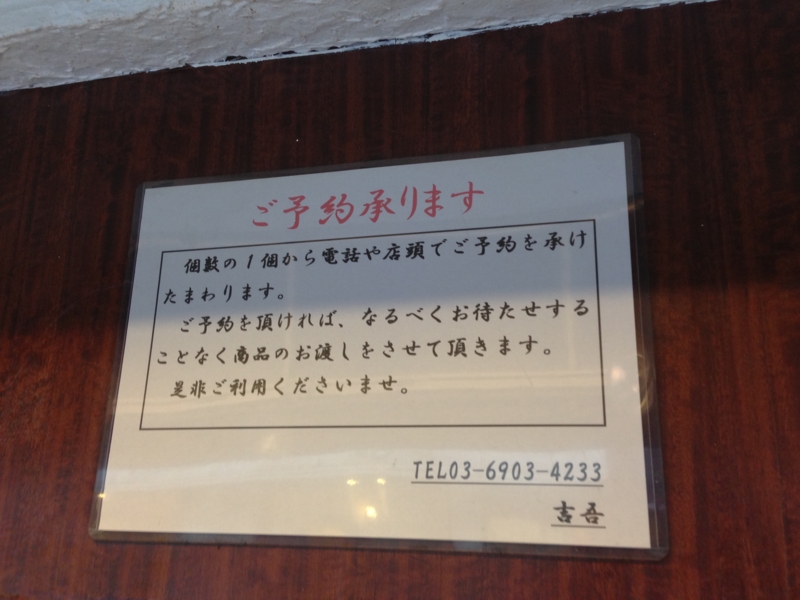 ご予約承ります
個数の１個から電話や店頭でご予約を承け
たまわります。
ご予約を頂ければ、なるべくお待たせする
ことなく商品のお渡しをさせて頂きます。
是非ご利用くださいませ。
TEL03-6903-4233
吉吾